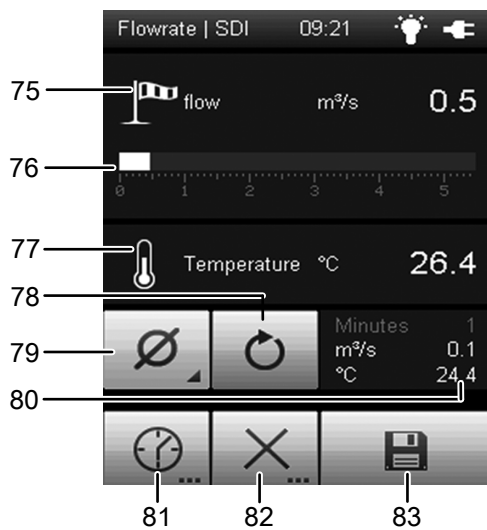 Flowrate | SDI 09:21
75 flow m³/s 0.5
76
0 1 2 3 4 5
77 Temperature °C 26.4
78
79 Minutes 1
m³/s 0.1
80 °C 24.4
81 82 83